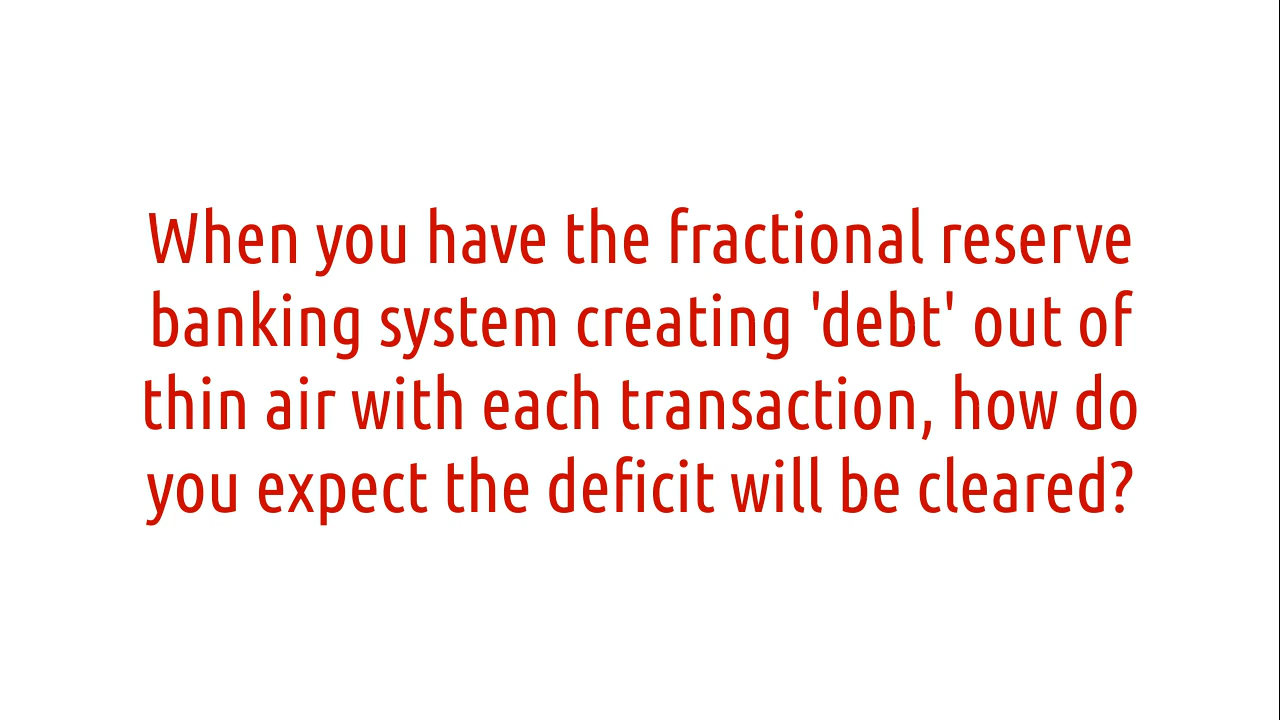 When you have the fractional reserve
banking system creating 'debt' out of
thin air with each transaction, how do
you expect the deficit will be cleared?